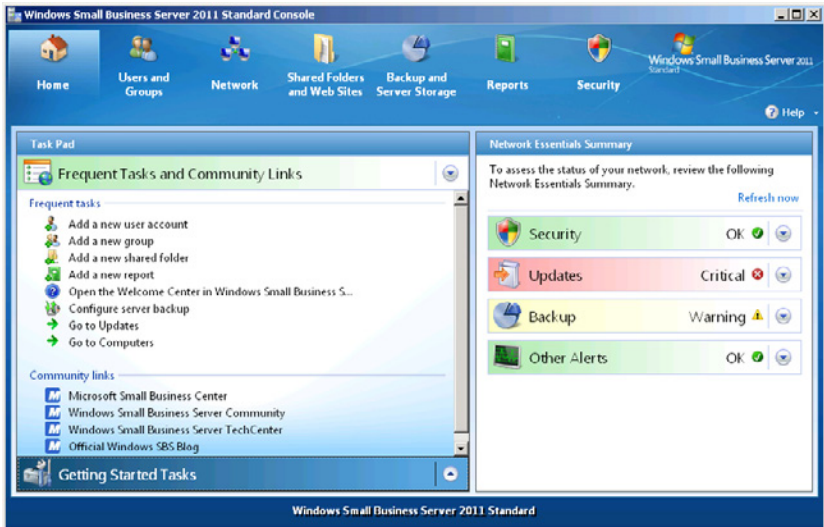 Windows Small Business Server 2011 Standard Console
Home
Users and
Groups
Network
Shared Folders
and Web Sites
Backup and
Server Storage
Reports
Security
Windows Small Business Server 2011
Standard
Help
Task Pad
Frequent Tasks and Community Links
Frequent tasks
Add a new user account
Add a new group
Add a new shared folder
Add a new report
Open the Welcome Center in Windows Small Business S...
Configure server backup
Go to Updates
Go to Computers
Community links
Microsoft Small Business Center
Windows Small Business Server Community
Windows Small Business Server TechCenter
Official Windows SBS Blog
Getting Started Tasks
Network Essentials Summary
To assess the status of your network, review the following
Network Essentials Summary.
Refresh now
Security OK
Updates Critical
Backup Warning
Other Alerts OK
Windows Small Business Server 2011 Standard